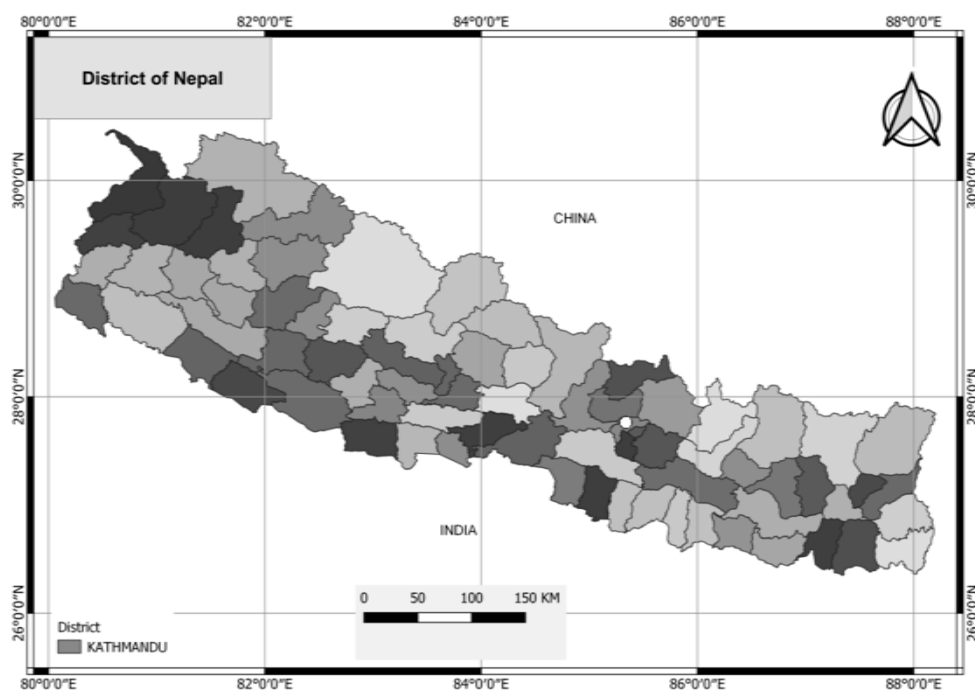 80°0'0"E 82°0'0"E 84°0'0"E 86°0'0"E 88°0'0"E
District of Nepal
30°0'0"N 30°0'0"N
CHINA
28°0'0"N 28°0'0"N
INDIA
0 50 100 150 KM
26°0'0"N 26°0'0"N
District
KATHMANDU
80°0'0"E 82°0'0"E 84°0'0"E 86°0'0"E 88°0'0"E